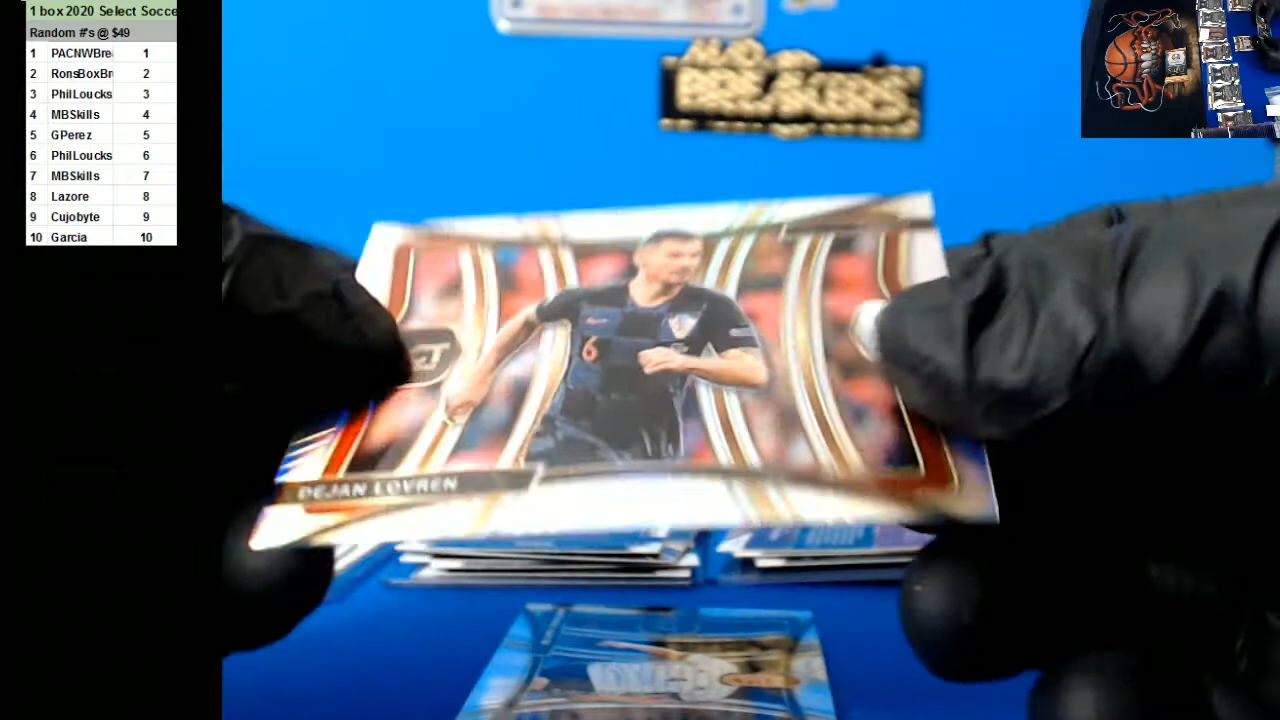 1 box 2020 Select Socce
Random #'s @ $49
1 PACNWBre 1
2 RonsBoxBr 2
3 PhilLoucks 3
4 MBSkills 4
5 GPerez 5
6 PhilLoucks 6
7 MBSkills 7
8 Lazore 8
9 Cujobyte 9
10 Garcia 10
BREAKERS
6
DEJAN LOVREN